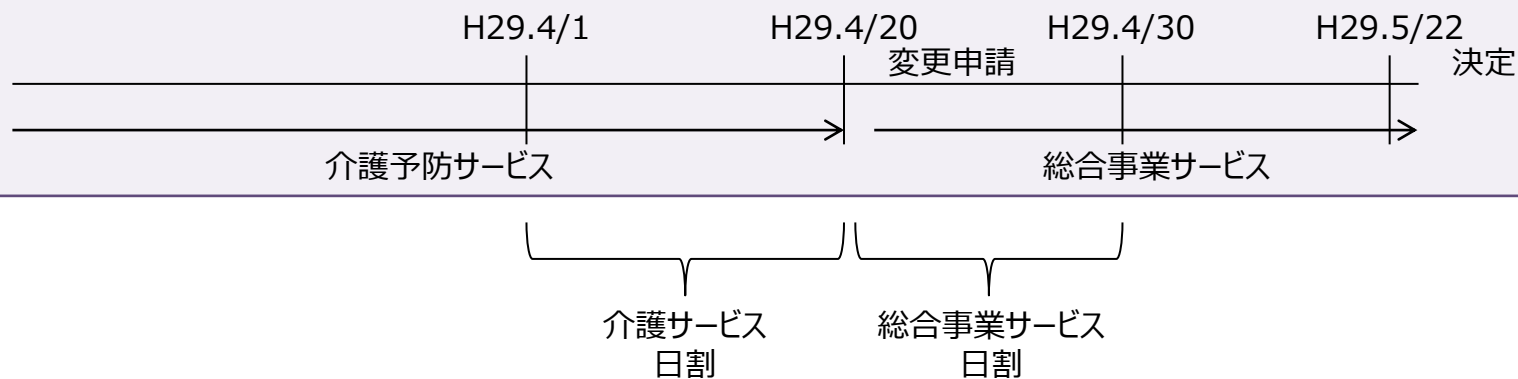 H29.4/1 H29.4/20 H29.4/30 H29.5/22
変更申請 決定
介護予防サービス 総合事業サービス
介護サービス 総合事業サービス
日割 日割